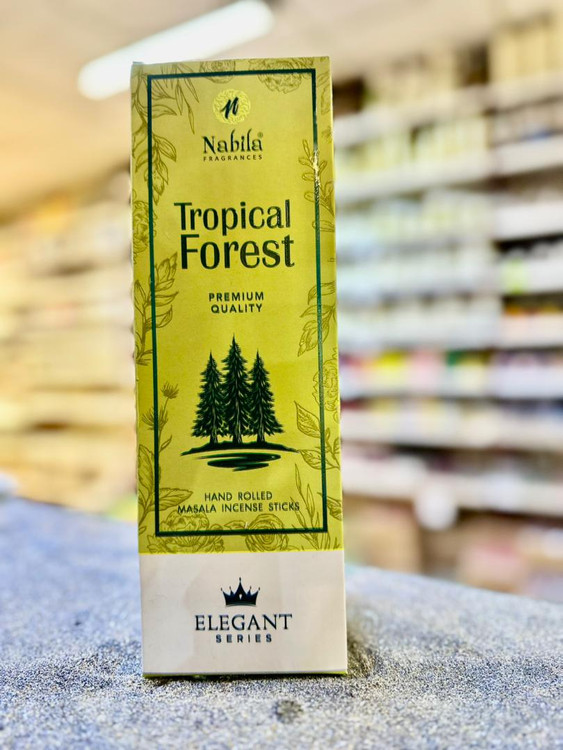 n
Nabila®
FRAGRANCES
Tropical
Forest
PREMIUM
QUALITY
HAND ROLLED
MASALA INCENSE STICKS
ELEGANT
SERIES